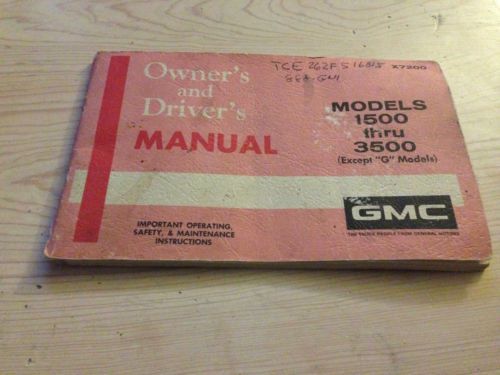 Owner's
and
Driver's
MANUAL
IMPORTANT OPERATING,
SAFETY, & MAINTENANCE
INSTRUCTIONS
X7200
MODELS
1500
thru
3500
(Except "G" Models)
GMC
THE TRUCK PEOPLE FROM GENERAL MOTORS